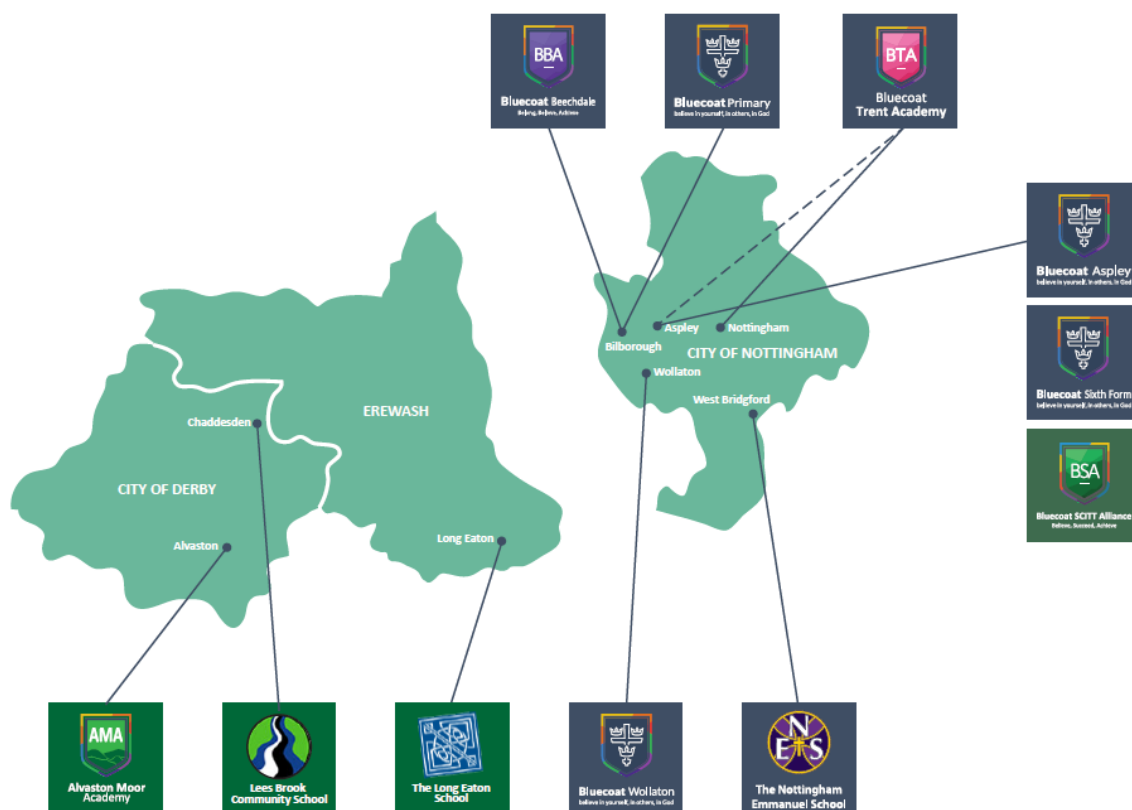 BBA
Bluecoat Beechdale
Belong, Believe, Achieve
Bluecoat Primary
believe in yourself, in others, in God
BTA
Bluecoat
Trent Academy
Bluecoat Aspley
believe in yourself, in others, in God
Bluecoat Sixth Form
believe in yourself, in others, in God
BSA
Bluecoat SCITT Alliance
Believe, Succeed, Achieve
Aspley
Nottingham
Bilborough
CITY OF NOTTINGHAM
Wollaton
West Bridgford
EREWASH
Chaddesden
CITY OF DERBY
Alvaston
Long Eaton
AMA
Alvaston Moor
Academy
Lees Brook
Community School
The Long Eaton
School
Bluecoat Wollaton
believe in yourself, in others, in God
N
E S
The Nottingham
Emmanuel School